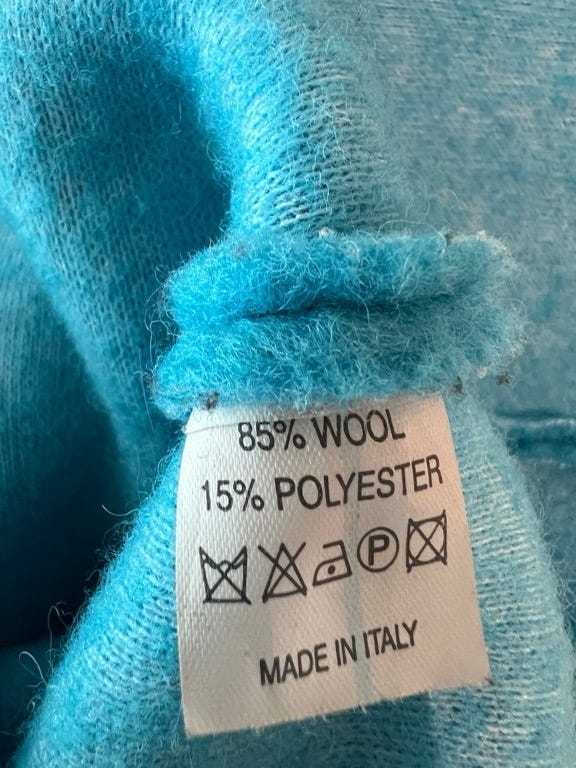 85% WOOL
15% POLYESTER
P
MADE IN ITALY